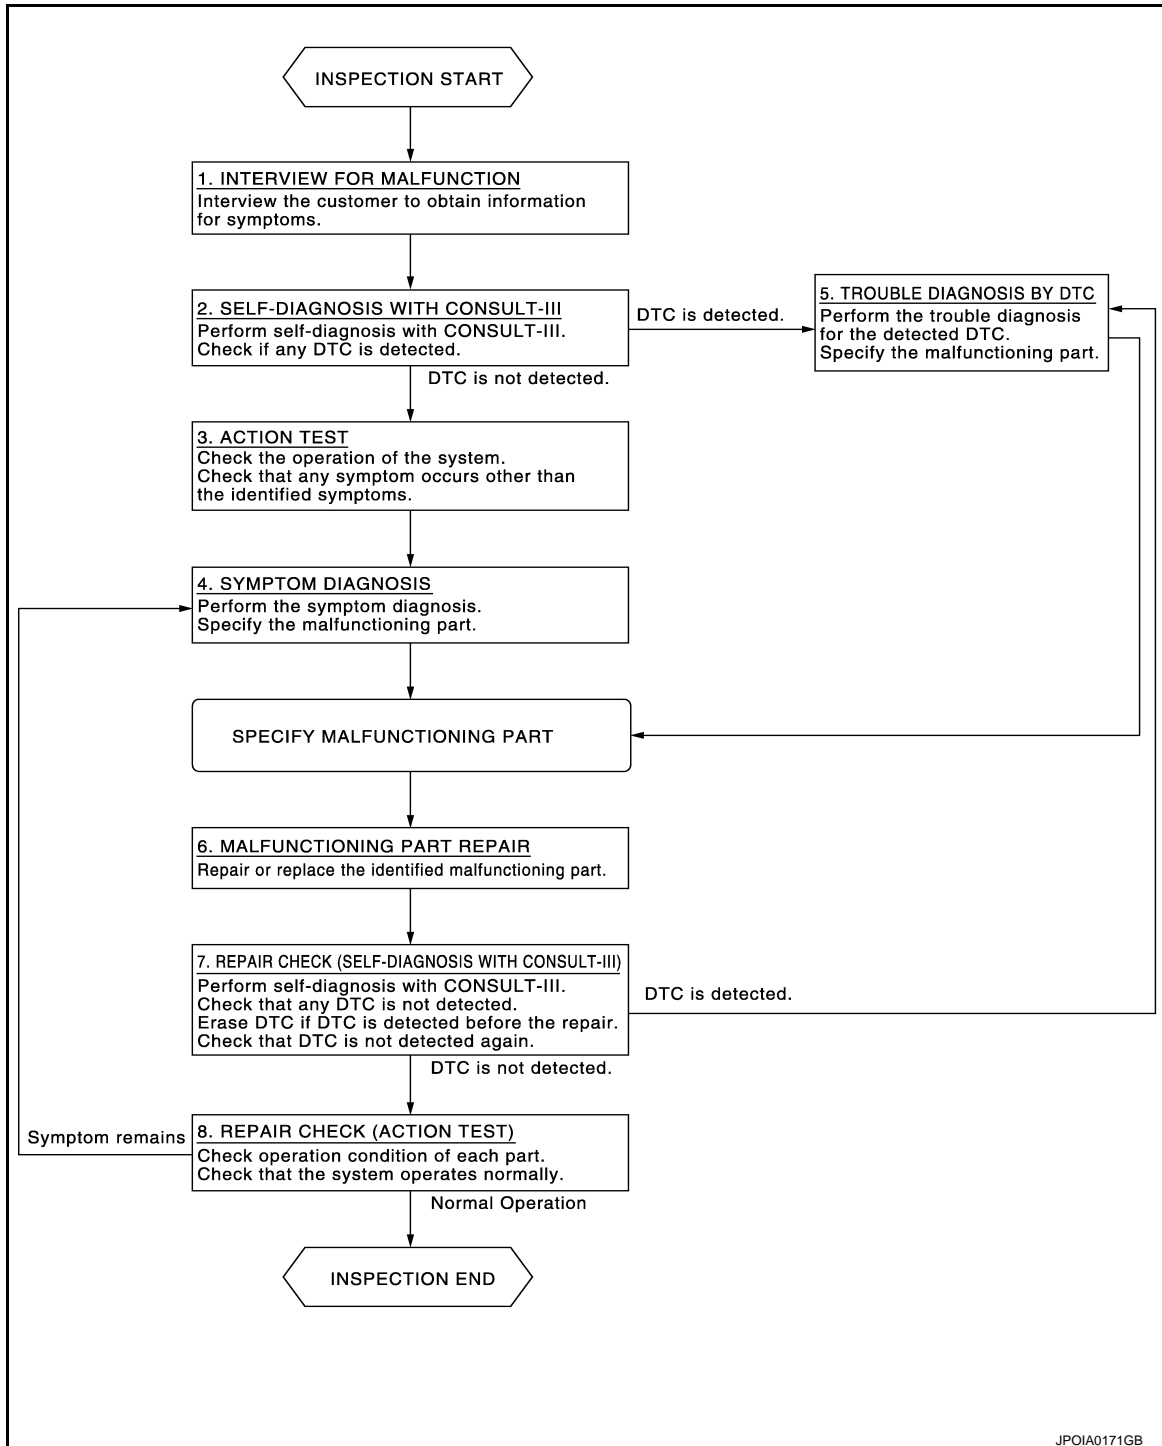 INSPECTION START
1. INTERVIEW FOR MALFUNCTION
Interview the customer to obtain information
for symptoms.
2. SELF-DIAGNOSIS WITH CONSULT-III
Perform self-diagnosis with CONSULT-III.
Check if any DTC is detected.
DTC is detected.
5. TROUBLE DIAGNOSIS BY DTC
Perform the trouble diagnosis
for the detected DTC.
Specify the malfunctioning part.
DTC is not detected.
3. ACTION TEST
Check the operation of the system.
Check that any symptom occurs other than
the identified symptoms.
4. SYMPTOM DIAGNOSIS
Perform the symptom diagnosis.
Specify the malfunctioning part.
SPECIFY MALFUNCTIONING PART
6. MALFUNCTIONING PART REPAIR
Repair or replace the identified malfunctioning part.
7. REPAIR CHECK (SELF-DIAGNOSIS WITH CONSULT-III)
Perform self-diagnosis with CONSULT-III.
Check that any DTC is not detected.
Erase DTC if DTC is detected before the repair.
Check that DTC is not detected again.
DTC is detected.
DTC is not detected.
Symptom remains
8. REPAIR CHECK (ACTION TEST)
Check operation condition of each part.
Check that the system operates normally.
Normal Operation
INSPECTION END
JPOIA0171GB